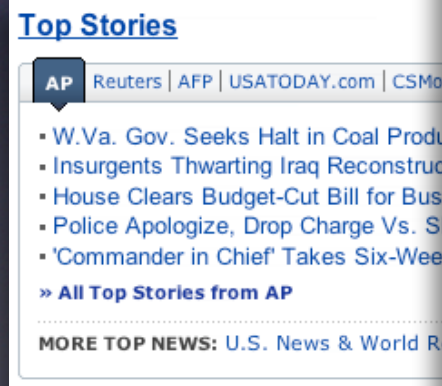 Top Stories
AP Reuters | AFP | USATODAY.com | CSMo
▪ W.Va. Gov. Seeks Halt in Coal Produ
▪ Insurgents Thwarting Iraq Reconstruc
▪ House Clears Budget-Cut Bill for Bus
▪ Police Apologize, Drop Charge Vs. S
▪ 'Commander in Chief' Takes Six-Wee
» All Top Stories from AP
MORE TOP NEWS: U.S. News & World R